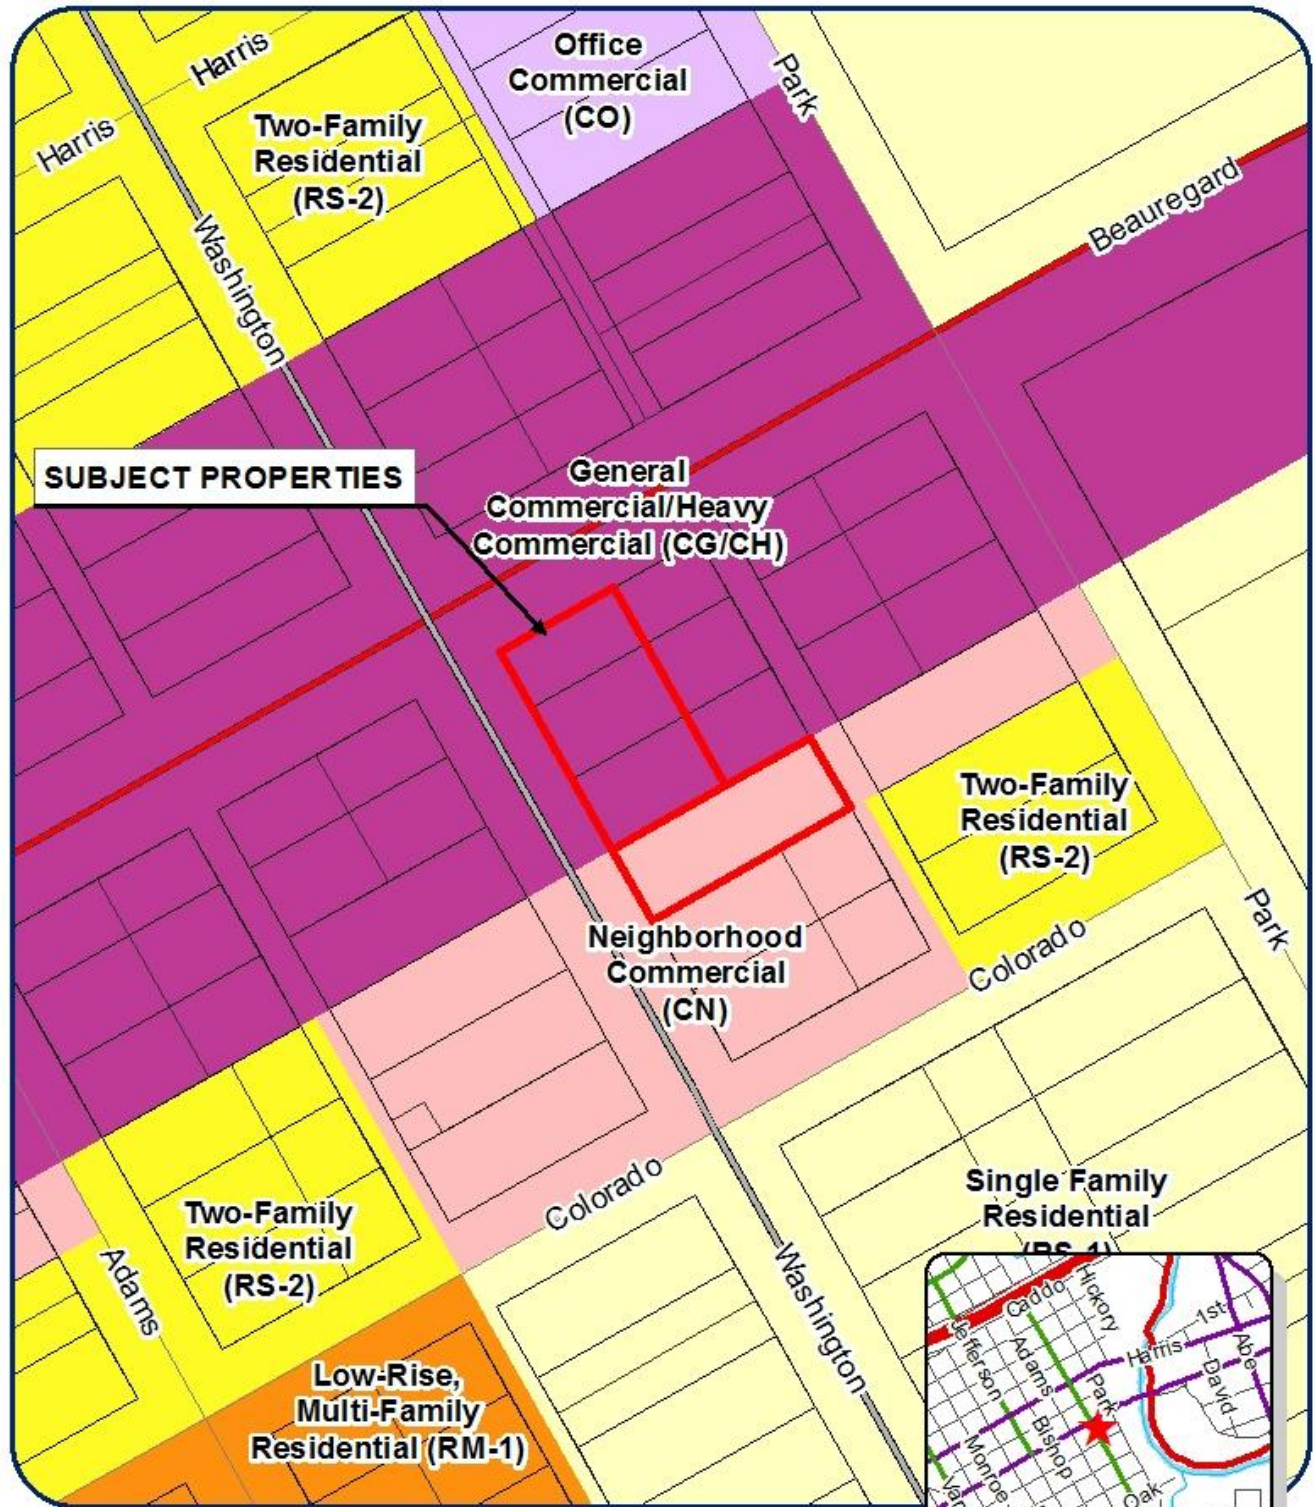 Harris
Harris
Office
Commercial
(CO)
Park
Two-Family
Residential
(RS-2)
Beauregard
Washington
SUBJECT PROPERTIES
General
Commercial/Heavy
Commercial (CG/CH)
Two-Family
Residential
(RS-2)
Park
Neighborhood
Commercial
(CN)
Colorado
Colorado
Single Family
Residential
(RS-1)
Two-Family
Residential
(RS-2)
Adams
Washington
Low-Rise,
Multi-Family
Residential (RM-1)
Caddo
Hickory
Jefferson
Adams
Park
Harris
1st
Abe
David
Bishop
Monroe
Oak